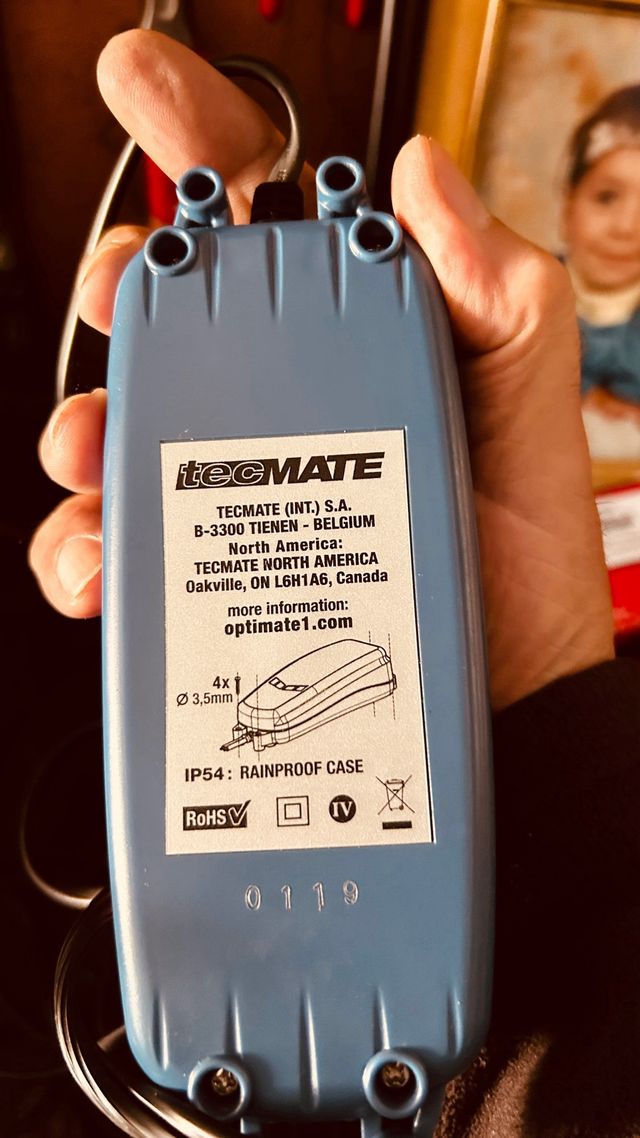 tecMATE
TECMATE (INT.) S.A.
B-3300 TIENEN - BELGIUM
North America:
TECMATE NORTH AMERICA
Oakville, ON L6H1A6, Canada
more information:
optimate1.com
4x
Ø 3,5mm
IP54: RAINPROOF CASE
RoHS IV
0119